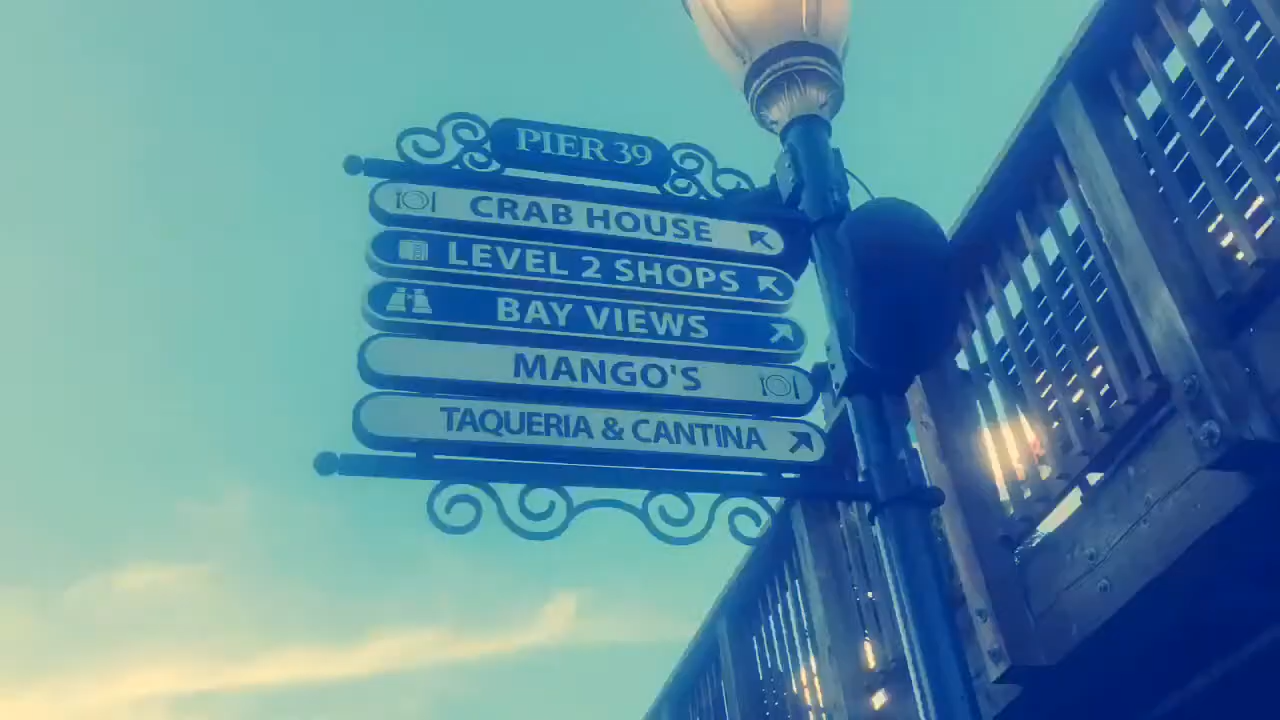 PIER 39
CRAB HOUSE
LEVEL 2 SHOPS
BAY VIEWS
MANGO'S
TAQUERIA & CANTINA